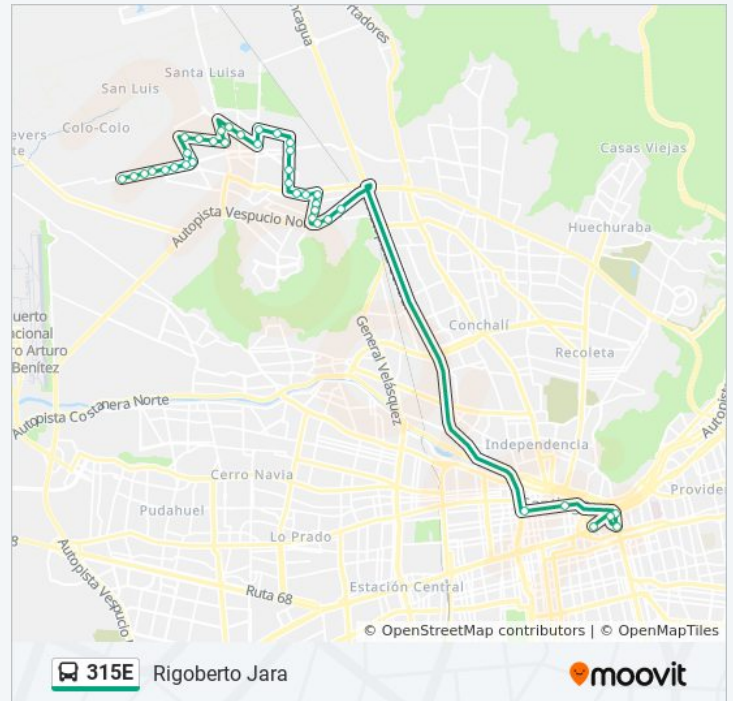 Santa Luisa
San Luis
Colo-Colo
Casas Viejas
Autopista Vespucio No
Huechuraba
Conchalí
General Velásquez
Recoleta
Autopista Costanera Norte
Independencia
Cerro Navia
Pudahuel
Lo Prado
Ruta 68
Estación Central
Autopista Vespucio
© OpenStreetMap contributors | © OpenMapTiles
315E Rigoberto Jara
moovit